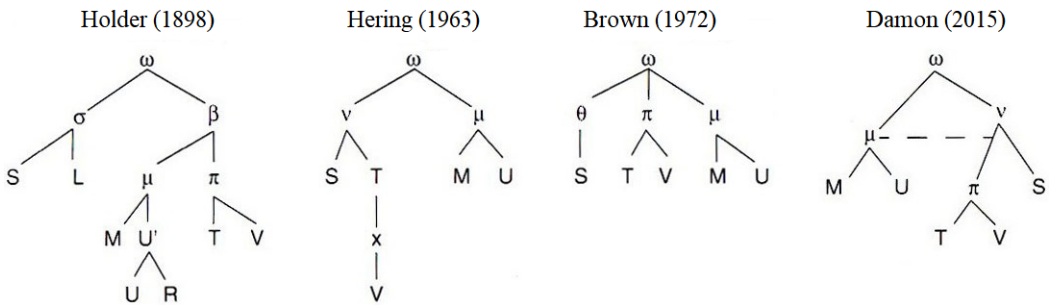 Holder (1898) Hering (1963) Brown (1972) Damon (2015)
ω ω ω ω
σ β ν μ θ π μ μ ν
S L μ π S T M U S T V M U M U π S
M U' T V x T V
U R V